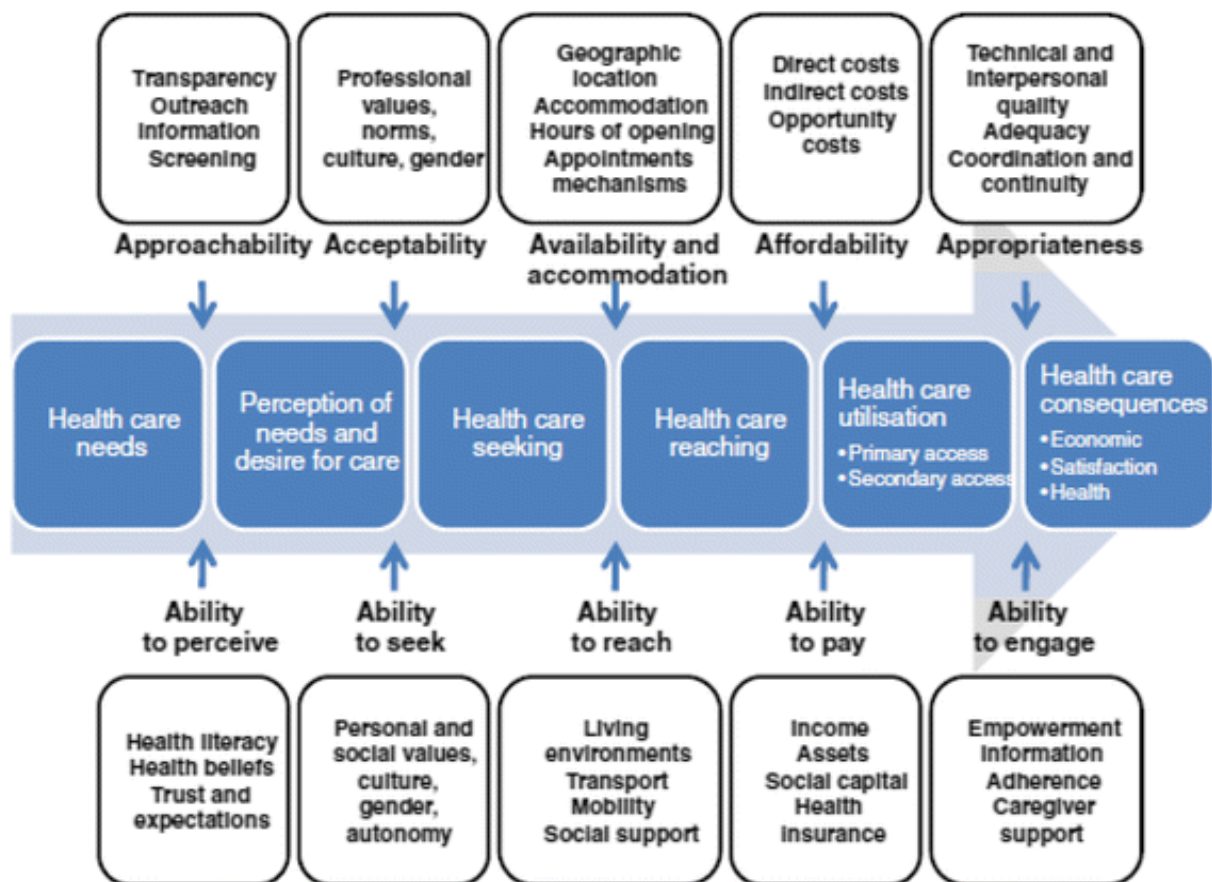 Transparency
Outreach
Information
Screening
Professional
values,
norms,
culture, gender
Geographic
location
Accommodation
Hours of opening
Appointments
mechanisms
Direct costs
Indirect costs
Opportunity
costs
Technical and
interpersonal
quality
Adequacy
Coordination and
continuity
Approachability
Acceptability
Availability and
accommodation
Affordability
Appropriateness
Health care
needs
Perception of
needs and
desire for care
Health care
seeking
Health care
reaching
Health care
utilisation
• Primary access
• Secondary access
Health care
consequences
• Economic
• Satisfaction
• Health
Ability
to perceive
Ability
to seek
Ability
to reach
Ability
to pay
Ability
to engage
Health literacy
Health beliefs
Trust and
expectations
Personal and
social values,
culture,
gender,
autonomy
Living
environments
Transport
Mobility
Social support
Income
Assets
Social capital
Health
insurance
Empowerment
Information
Adherence
Caregiver
support